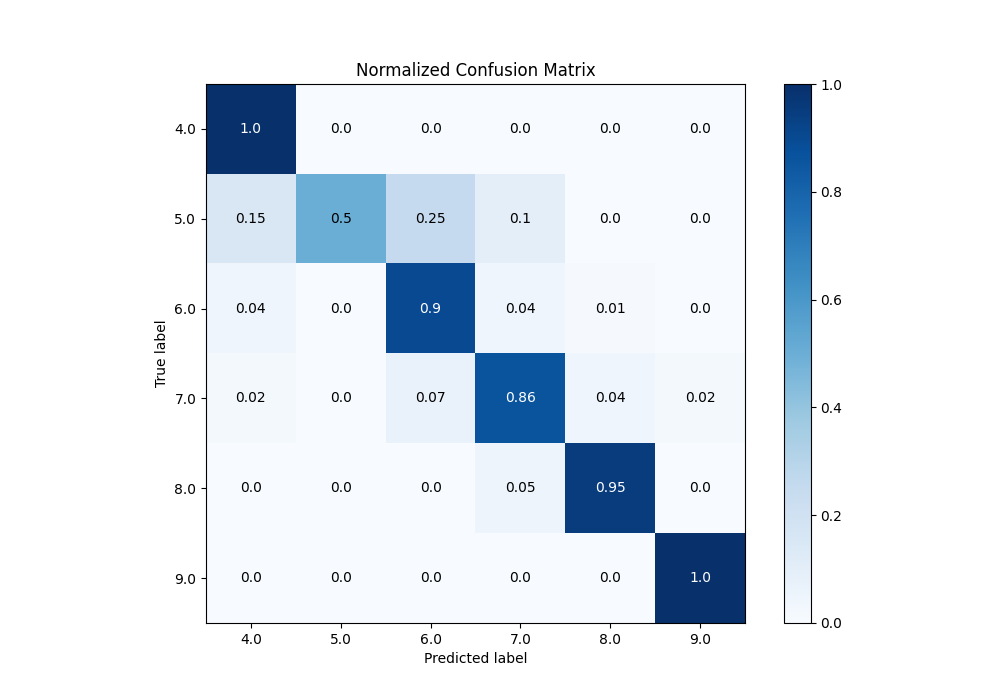 Normalized Confusion Matrix
4.0 1.0 0.0 0.0 0.0 0.0 0.0
5.0 0.15 0.5 0.25 0.1 0.0 0.0
6.0 0.04 0.0 0.9 0.04 0.01 0.0
7.0 0.02 0.0 0.07 0.86 0.04 0.02
8.0 0.0 0.0 0.0 0.05 0.95 0.0
9.0 0.0 0.0 0.0 0.0 0.0 1.0
4.0 5.0 6.0 7.0 8.0 9.0
Predicted label
True label
1.0
0.8
0.6
0.4
0.2
0.0